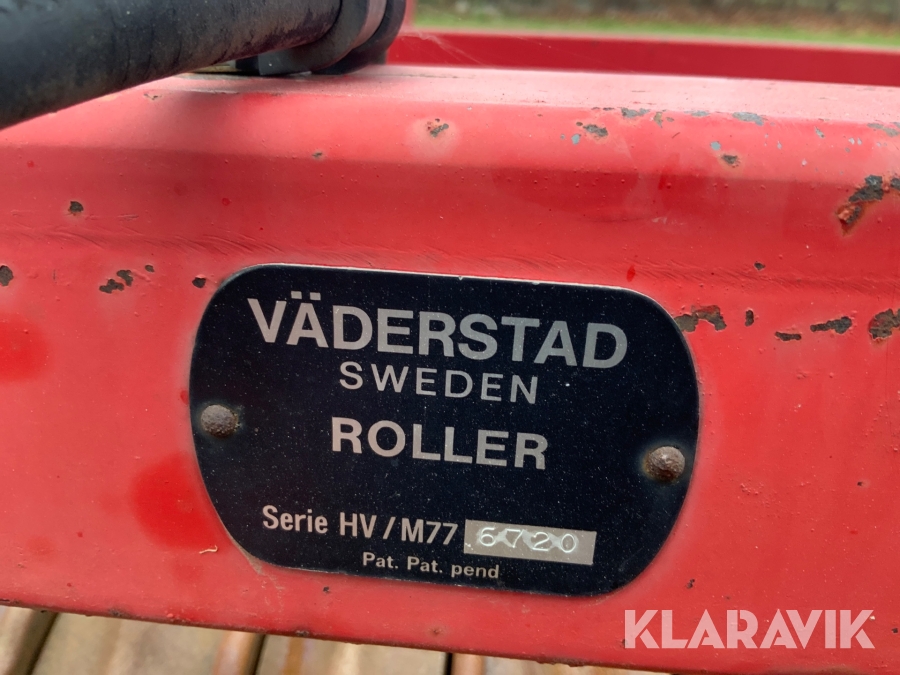 VÄDERSTAD
SWEDEN
ROLLER
Serie HV/M77 6720
Pat. Pat. pend
KLARAVIK